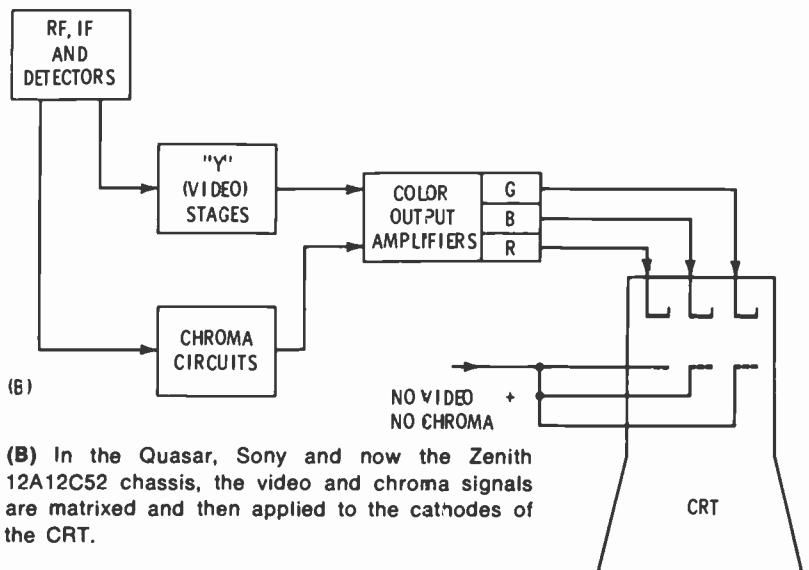 RF, IF
AND
DETECTORS
"Y"
(VIDEO)
STAGES
COLOR
OUTPUT
AMPLIFIERS
G
B
R
CHROMA
CIRCUITS
(B)
NO VIDEO +
NO CHROMA
(B) In the Quasar, Sony and now the Zenith
12A12C52 chassis, the video and chroma signals
are matrixed and then applied to the cathodes of
the CRT.
CRT